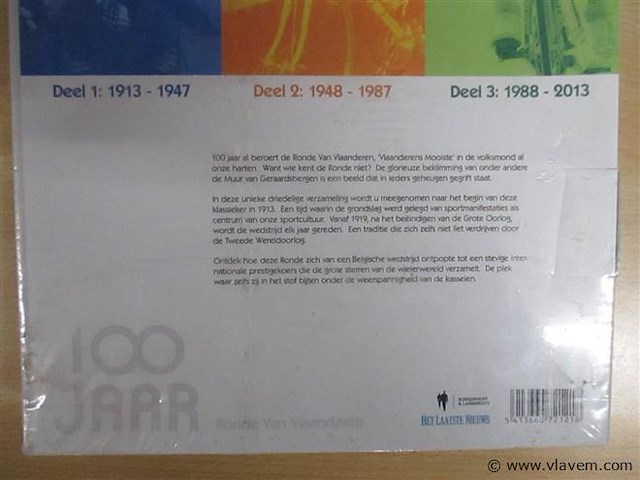 Deel 1: 1913 - 1947
Deel 2: 1948 - 1987
Deel 3: 1988 - 2013
100 jaar al beroert de Ronde Van Vlaanderen, 'Vlaanderens Mooiste' in de volksmond al
onze harten. Want wie kent de Ronde niet? De glorieuze beklimming van onder andere
de Muur van Geraardsbergen is een beeld dat in ieders geheugen gegrift staat.
In deze unieke driedelige verzameling wordt u meegenomen naar het begin van deze
klassieker in 1913. Een tijd waarin de grondslag werd gelegd van sportmanifestaties als
centrum van onze sportcultuur. Vanaf 1919, na het beëindigen van de Grote Oorlog,
wordt de wedstrijd elk jaar gereden. Een traditie die zich zelfs niet liet verdrijven door
de Tweede Wereldoorlog.
Ontdek hoe deze Ronde zich van een Belgische wedstrijd ontpopte tot een stevige inter-
nationale prestigekoers die de grote sterren van de wielerwereld verzamelt. De plek
waar zelfs zij in het stof bijten onder de weerspannigheid van de kasseien.
100
JAAR
Ronde Van Vlaanderen
BORGERHOFF
& LAMBERIGTS
HET LAATSTE NIEUWS
5 413660 721218
© www.vlavem.com